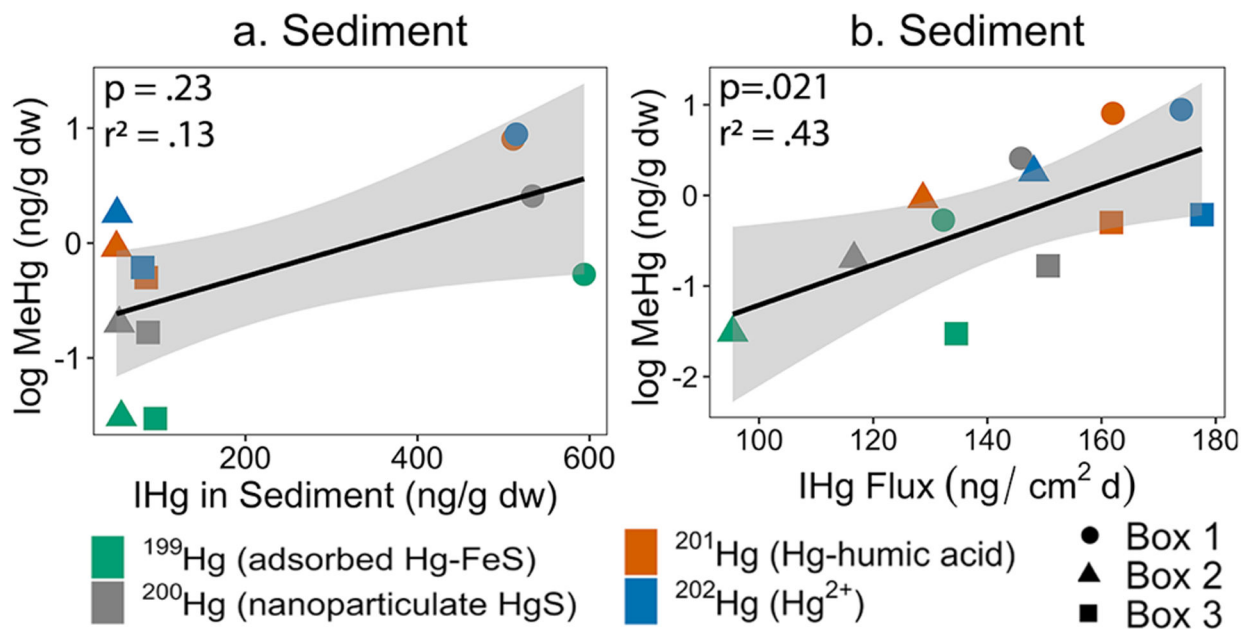 a. Sediment
p = .23
r² = .13
log MeHg (ng/g dw)
1
0
-1
200
400
600
IHg in Sediment (ng/g dw)
b. Sediment
p=.021
r² = .43
log MeHg (ng/g dw)
1
0
-1
-2
100
120
140
160
180
IHg Flux (ng/ cm² d)
¹⁹⁹Hg (adsorbed Hg-FeS)
²⁰⁰Hg (nanoparticulate HgS)
²⁰¹Hg (Hg-humic acid)
²⁰²Hg (Hg²⁺)
Box 1
Box 2
Box 3